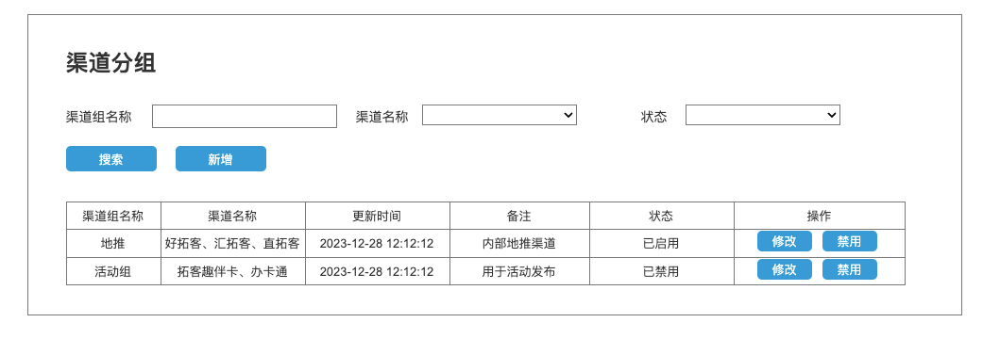 渠道分组
渠道组名称 渠道名称 状态
搜索 新增
渠道组名称 渠道名称 更新时间 备注 状态 操作
地推 好拓客、汇拓客、直拓客 2023-12-28 12:12:12 内部地推渠道 已启用 修改 禁用
活动组 拓客趣伴卡、办卡通 2023-12-28 12:12:12 用于活动发布 已禁用 修改 禁用